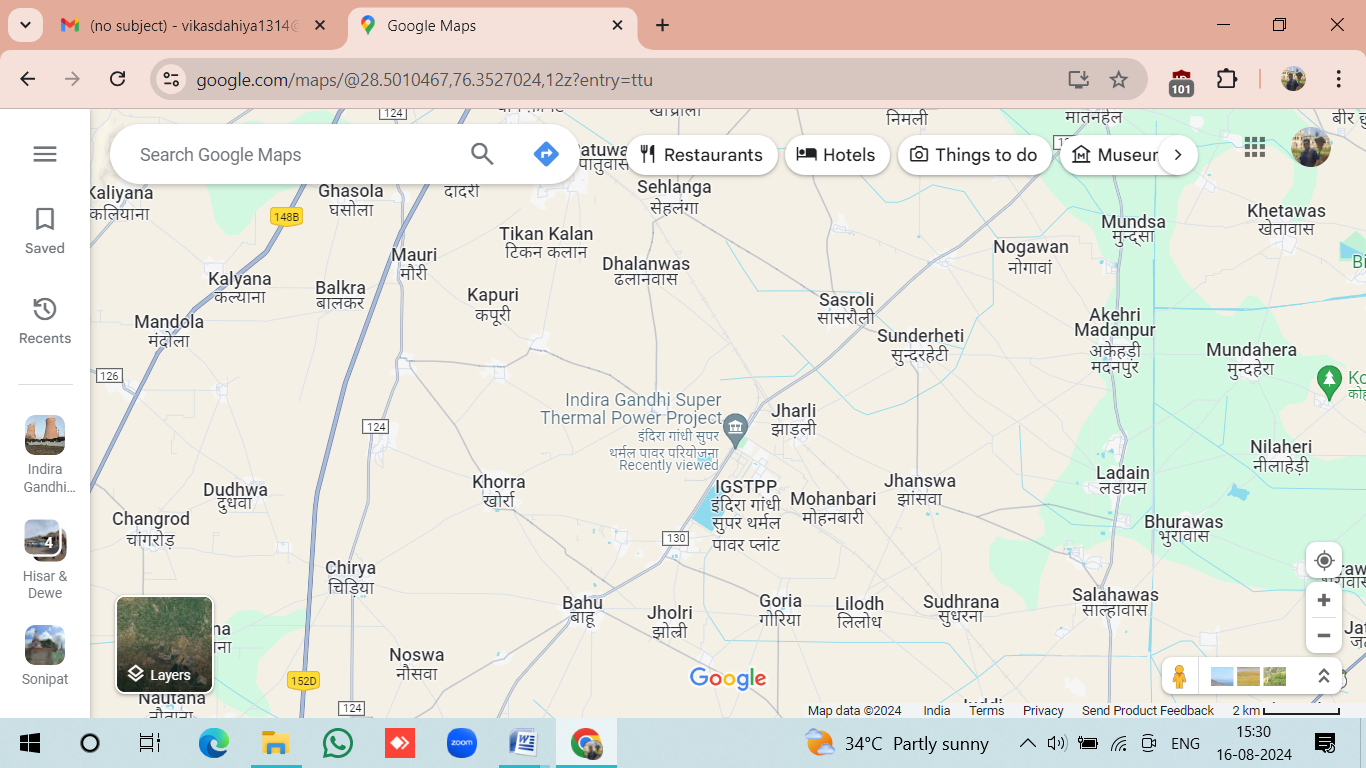 (no subject) - vikasdahiya1314@
Google Maps
google.com/maps/@28.5010467,76.3527024,12z?entry=ttu
101
Search Google Maps
Restaurants
Hotels
Things to do
Museum
Saved
Recents
Indira
Gandhi...
4
Hisar &
Dewe
Sonipat
124
निमली
मातनहेल
Kaliyana
कलियाना
Ghasola
घसोला
दादरी
पातुवास
Sehlanga
सेहलंगा
148B
Mundsa
मुन्द्सा
Khetawas
खेतावास
Tikan Kalan
टिकन कलान
Mauri
मौरी
Nogawan
नोगावां
Dhalanwas
ढलानवास
Kalyana
कल्याना
Balkra
बालकर
Kapuri
कपूरी
Sasroli
सासरौली
Mandola
मंदोला
Akehri
Madanpur
अकेहड़ी
मदनपुर
Sunderheti
सुन्दरहेटी
Mundahera
मुन्दहेरा
126
Indira Gandhi Super
Thermal Power Project
इंदिरा गांधी सुपर
थर्मल पावर परियोजना
Recently viewed
Jharli
झाड़ली
124
Nilaheri
नीलाहेड़ी
Khorra
खोर्रा
IGSTPP
इंदिरा गांधी
सुपर थर्मल
पावर प्लांट
Mohanbari
मोहनबारी
Jhanswa
झांसवा
Ladain
लडायन
Dudhwa
दुधवा
Changrod
चांगरोड़
Bhurawas
भुरावास
130
Chirya
चिड़िया
Bahu
बाहू
Jholri
झोल्री
Goria
गोरिया
Lilodh
लिलोध
Sudhrana
सुधरना
Salahawas
साल्हावास
Noswa
नौसवा
152D
Layers
Nautana
124
Google
Map data ©2024
India
Terms
Privacy
Send Product Feedback
2 km
zoom
34°C Partly sunny
ENG
15:30
16-08-2024